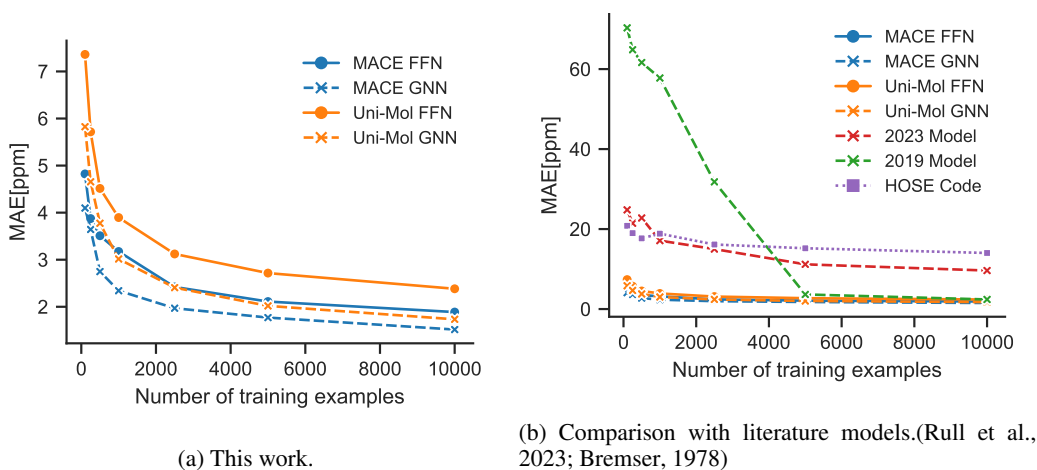 MAE[ppm]
7
6
5
4
3
2
0 2000 4000 6000 8000 10000
Number of training examples
MACE FFN
MACE GNN
Uni-Mol FFN
Uni-Mol GNN
(a) This work.
MAE[ppm]
60
40
20
0
0 2000 4000 6000 8000 10000
Number of training examples
MACE FFN
MACE GNN
Uni-Mol FFN
Uni-Mol GNN
2023 Model
2019 Model
HOSE Code
(b) Comparison with literature models.(Rull et al.,
2023; Bremser, 1978)